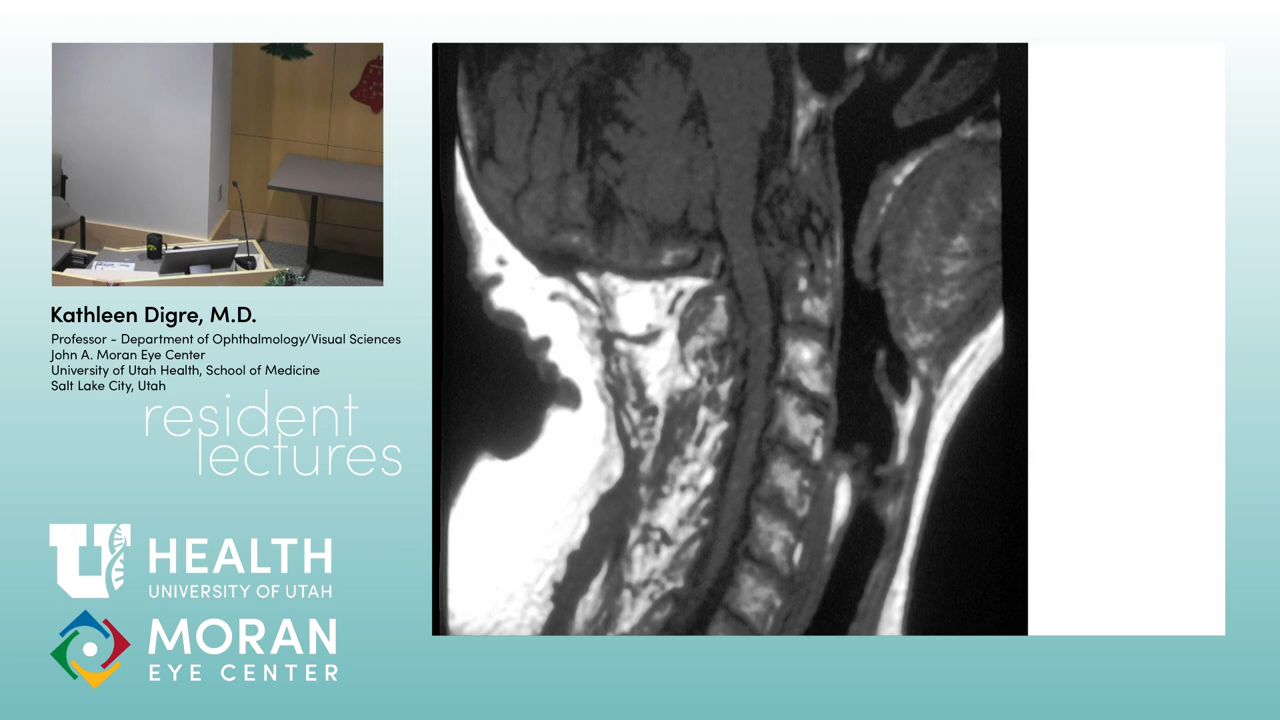 Kathleen Digre, M.D.
Professor - Department of Ophthalmology/Visual Sciences
John A. Moran Eye Center
University of Utah Health, School of Medicine
Salt Lake City, Utah
resident
lectures
U HEALTH
UNIVERSITY OF UTAH
MORAN
EYE CENTER